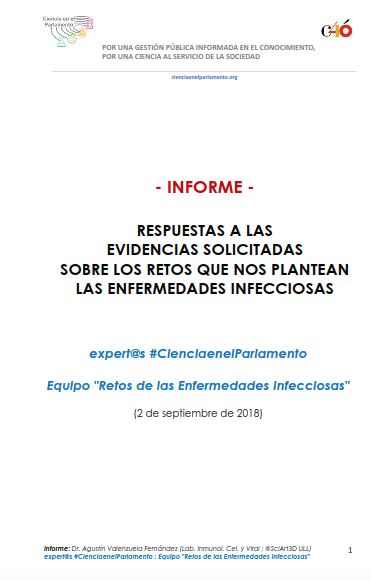 Ciencia en el
Parlamento
C4Ó
POR UNA GESTIÓN PÚBLICA INFORMADA EN EL CONOCIMIENTO,
POR UNA CIENCIA AL SERVICIO DE LA SOCIEDAD
cienciaenelparlamento.org
- INFORME -
RESPUESTAS A LAS
EVIDENCIAS SOLICITADAS
SOBRE LOS RETOS QUE NOS PLANTEAN
LAS ENFERMEDADES INFECCIOSAS
expert@s #CienciaenelParlamento
Equipo "Retos de las Enfermedades Infecciosas"
(2 de septiembre de 2018)
Informe: Dr. Agustín Valenzuela Fernández (Lab. Inmunol. Cel. y Viral ; @SciArt3D ULL)
expert@s #CienciaenelParlamento : Equipo "Retos de las Enfermedades Infecciosas"
1